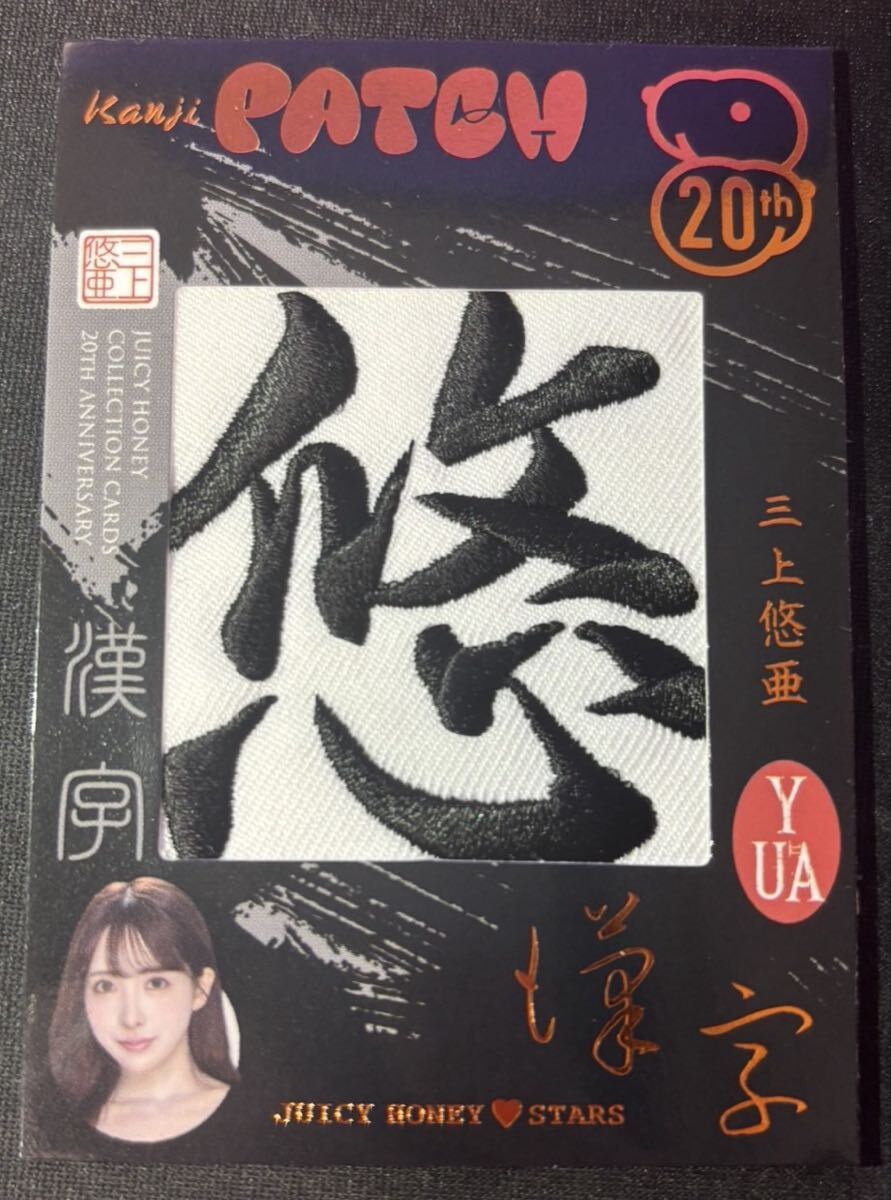 Kanji PATCH
20th
三上
悠亜
JUICY HONEY
COLLECTION CARDS
20TH ANNIVERSARY
悠
漢字
三上悠亜
Y
UA
漢字
JUICY HONEY♥STARS